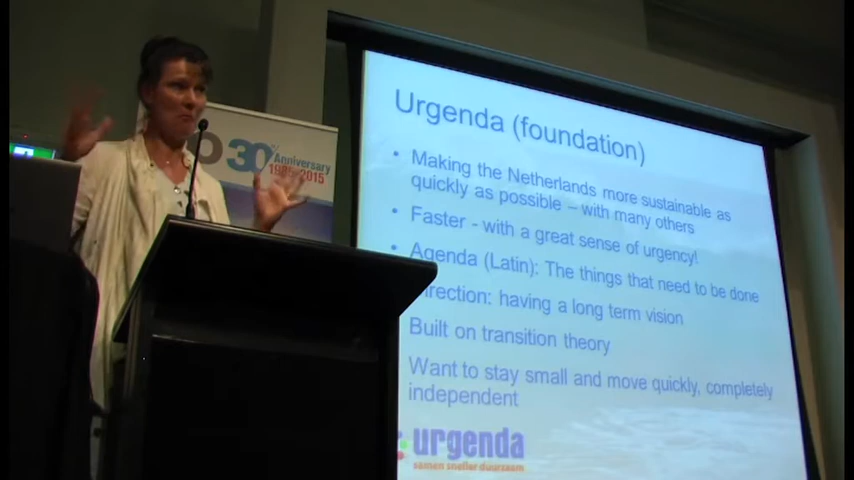 Urgenda (foundation)
• Making the Netherlands more sustainable as
quickly as possible – with many others
• Faster - with a great sense of urgency!
• Agenda (Latin): The things that need to be done
irection: having a long term vision
Built on transition theory
Want to stay small and move quickly, completely
independent
urgenda
samen sneller duurzaam
30
Anniversary
1985-2015